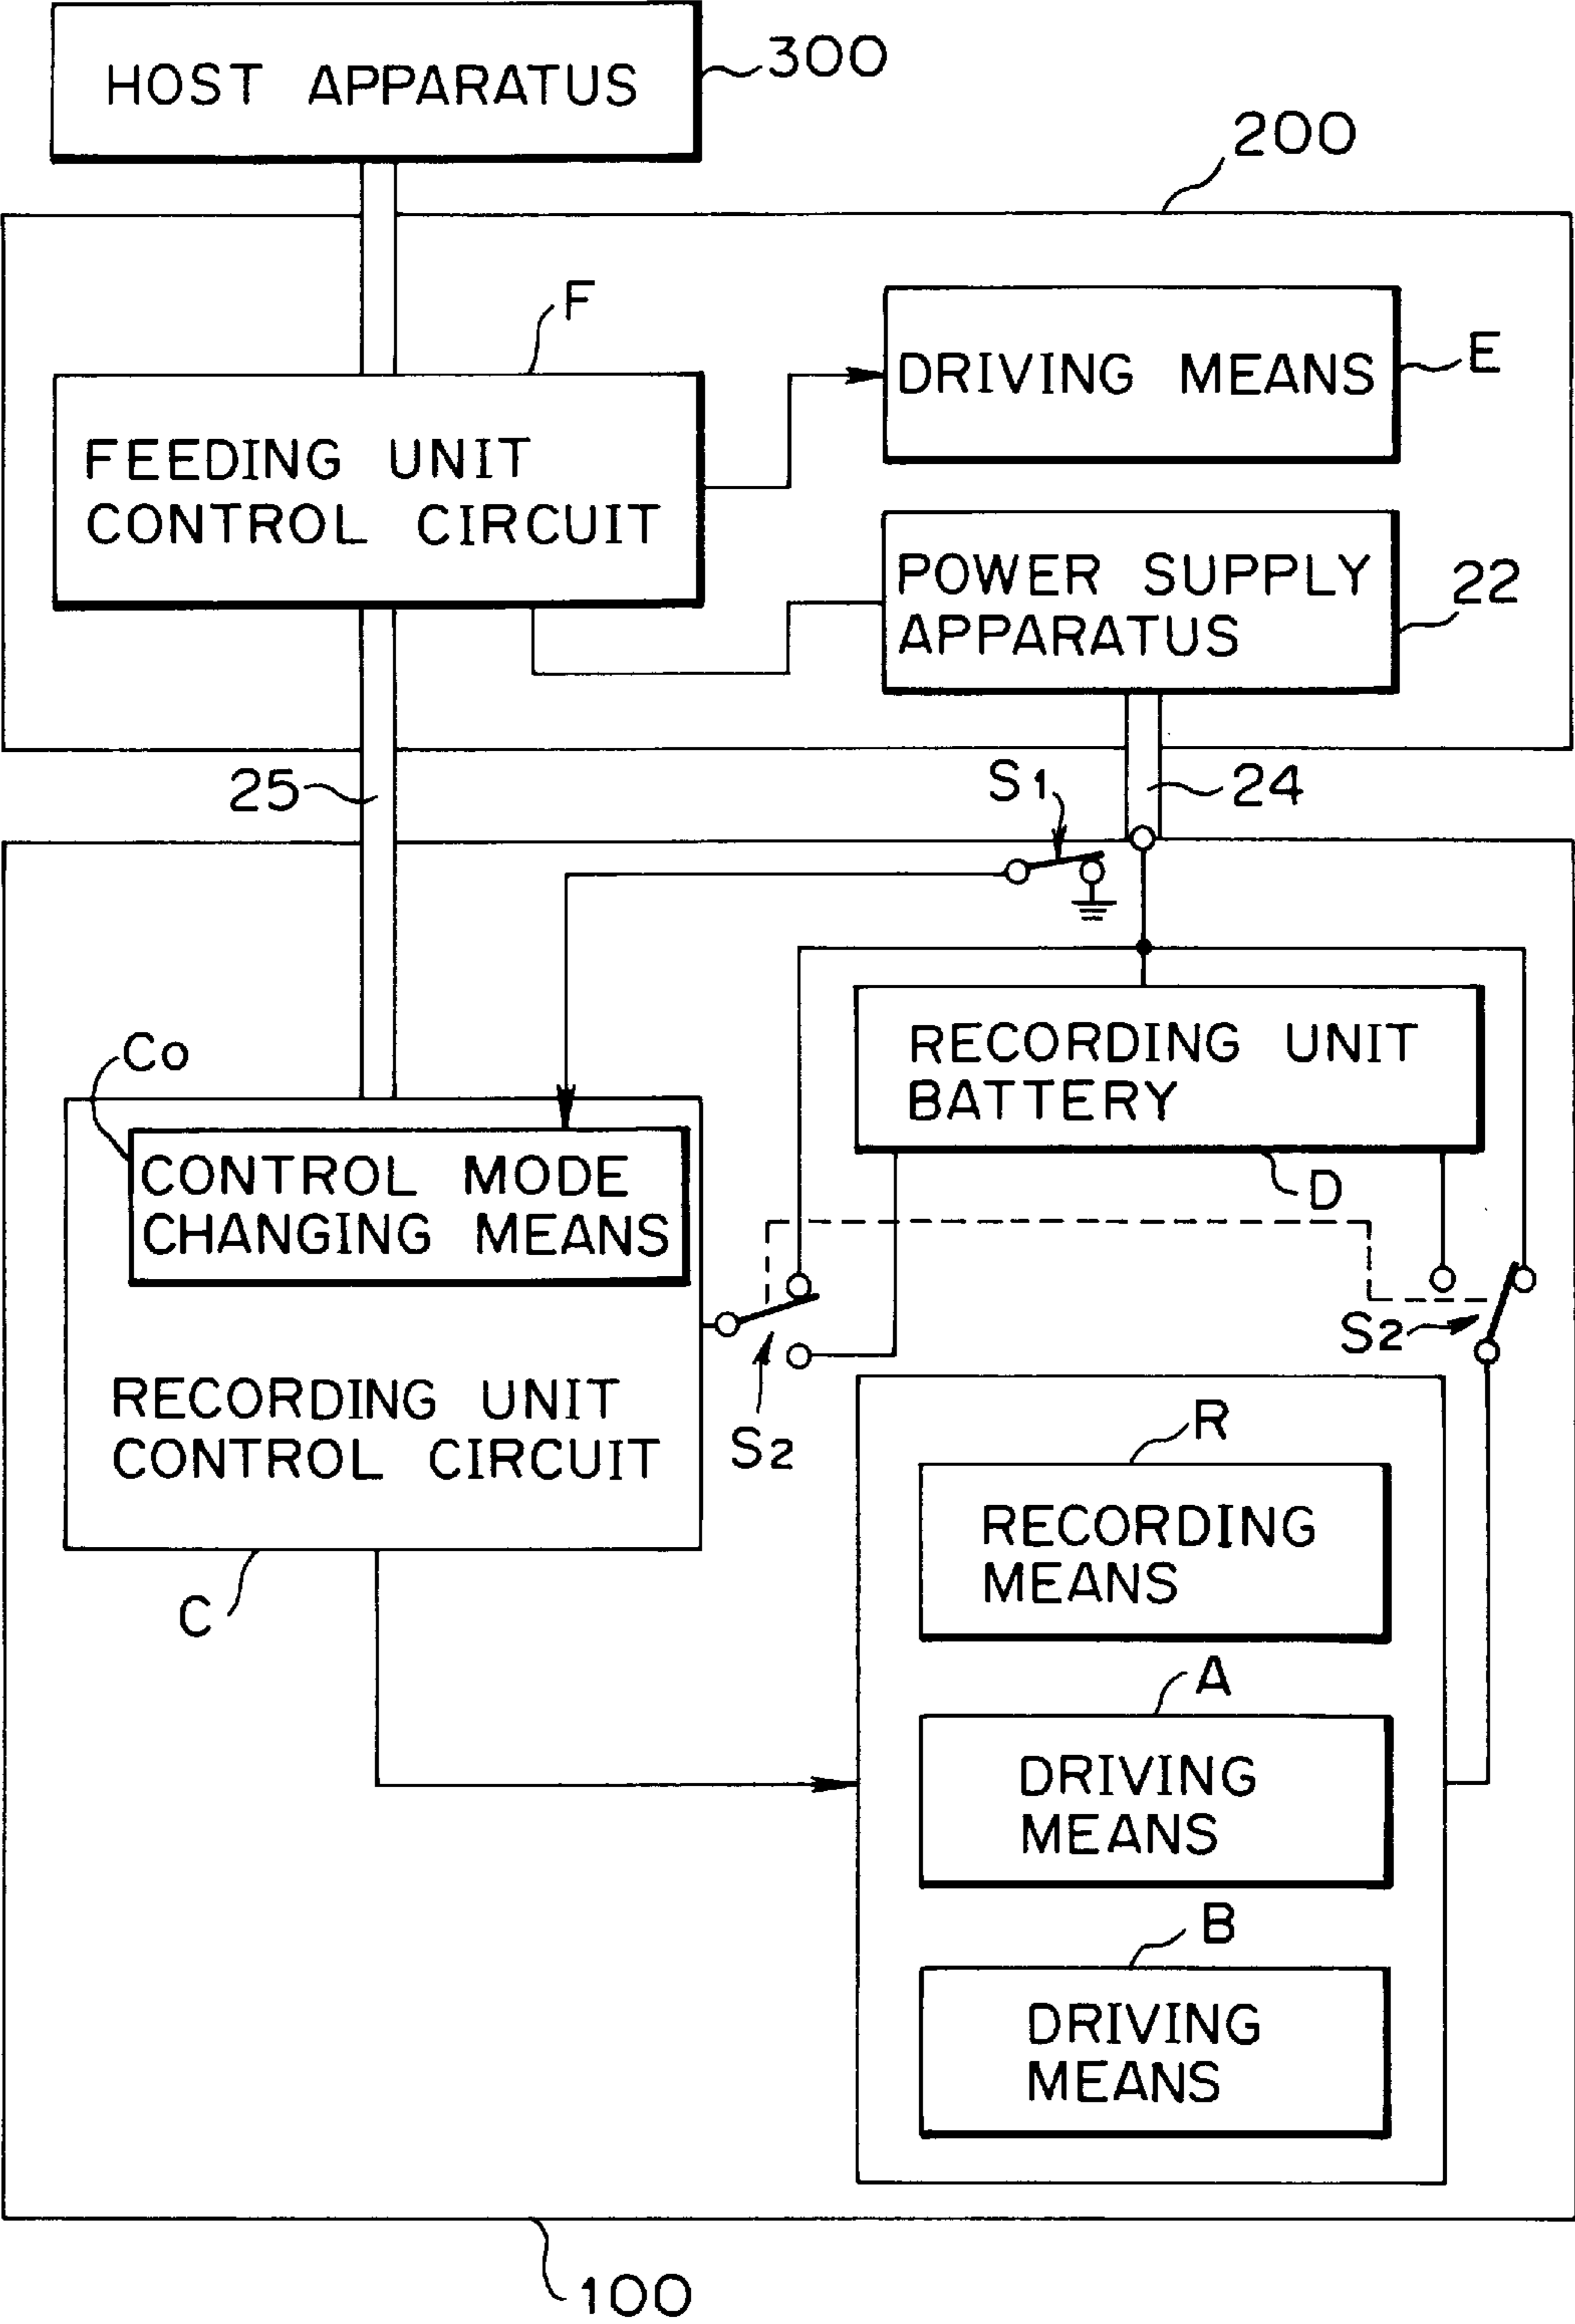 HOST APPARATUS
300
200
F
DRIVING MEANS
E
FEEDING UNIT
CONTROL CIRCUIT
POWER SUPPLY
APPARATUS
22
25
S1
24
Co
RECORDING UNIT
BATTERY
CONTROL MODE
CHANGING MEANS
D
S2
S2
RECORDING UNIT
CONTROL CIRCUIT
R
RECORDING
MEANS
C
A
DRIVING
MEANS
B
DRIVING
MEANS
100